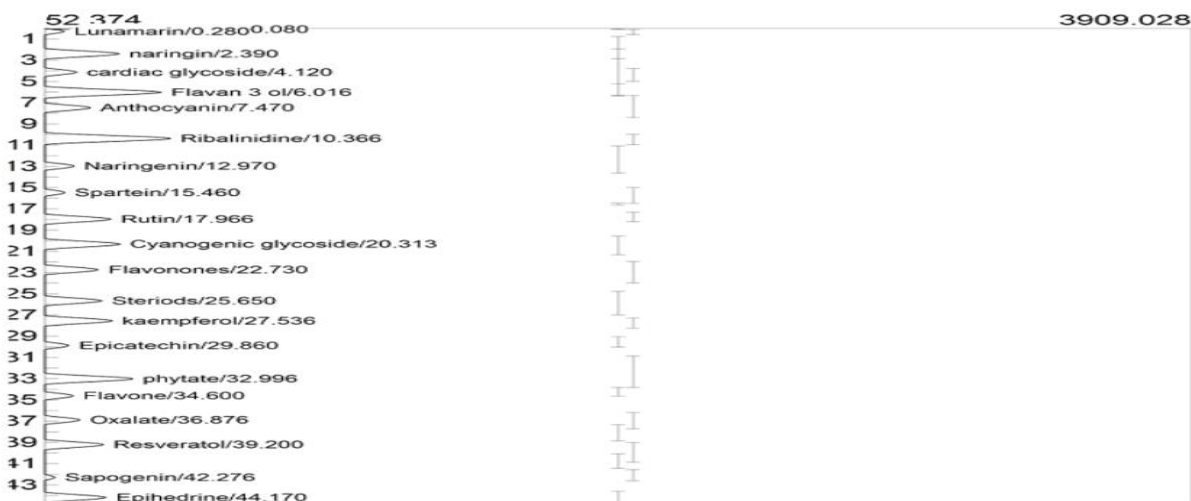 52.374 3909.028
Lunamarin/0.2800.080
1
naringin/2.390
3
cardiac glycoside/4.120
5
Flavan 3 ol/6.016
7
Anthocyanin/7.470
9
Ribalinidine/10.366
11
13
Naringenin/12.970
15
Spartein/15.460
17
Rutin/17.966
19
Cyanogenic glycoside/20.313
21
Flavonones/22.730
23
25
Steriods/25.650
27
kaempferol/27.536
29
Epicatechin/29.860
31
33
phytate/32.996
Flavone/34.600
35
Oxalate/36.876
37
39
Resveratol/39.200
41
Sapogenin/42.276
43
Epihedrine/44.170